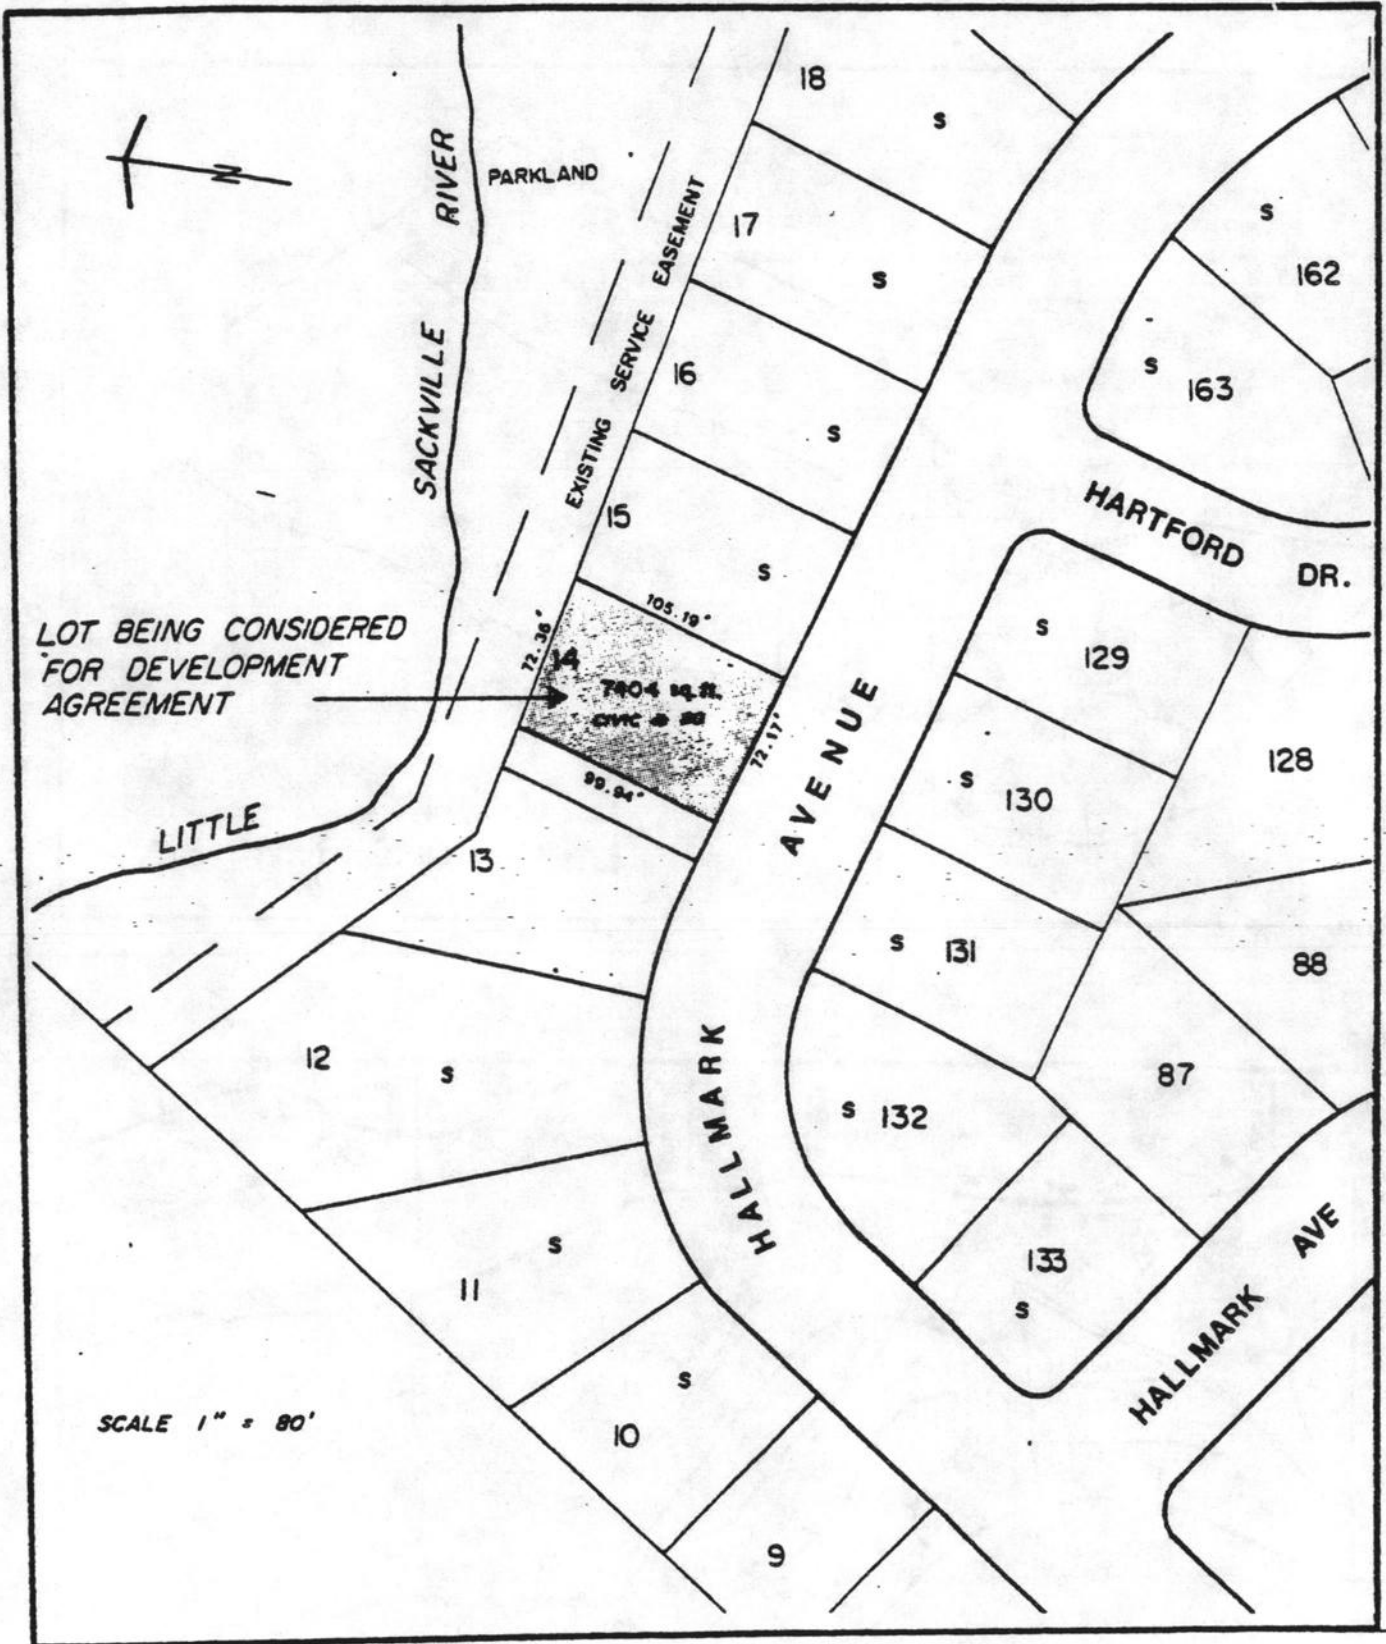 18
S
N
RIVER
PARKLAND
17
S
S
162
EXISTING SERVICE EASEMENT
SACKVILLE
16
S
S
163
15
S
HARTFORD DR.
105.19'
LOT BEING CONSIDERED
FOR DEVELOPMENT
AGREEMENT
72.36'
14
7404 sq. ft.
CIVIC #
72.17'
99.94'
S
129
AVENUE
128
S
130
LITTLE
13
S
131
88
12
S
HALLMARK
87
S
132
11
S
133
S
HALLMARK AVE
S
10
SCALE 1" = 80'
9